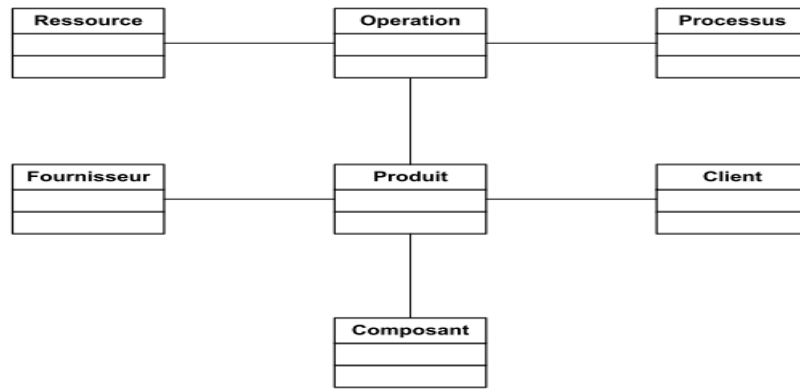 Ressource
Operation
Processus
Fournisseur
Produit
Client
Composant